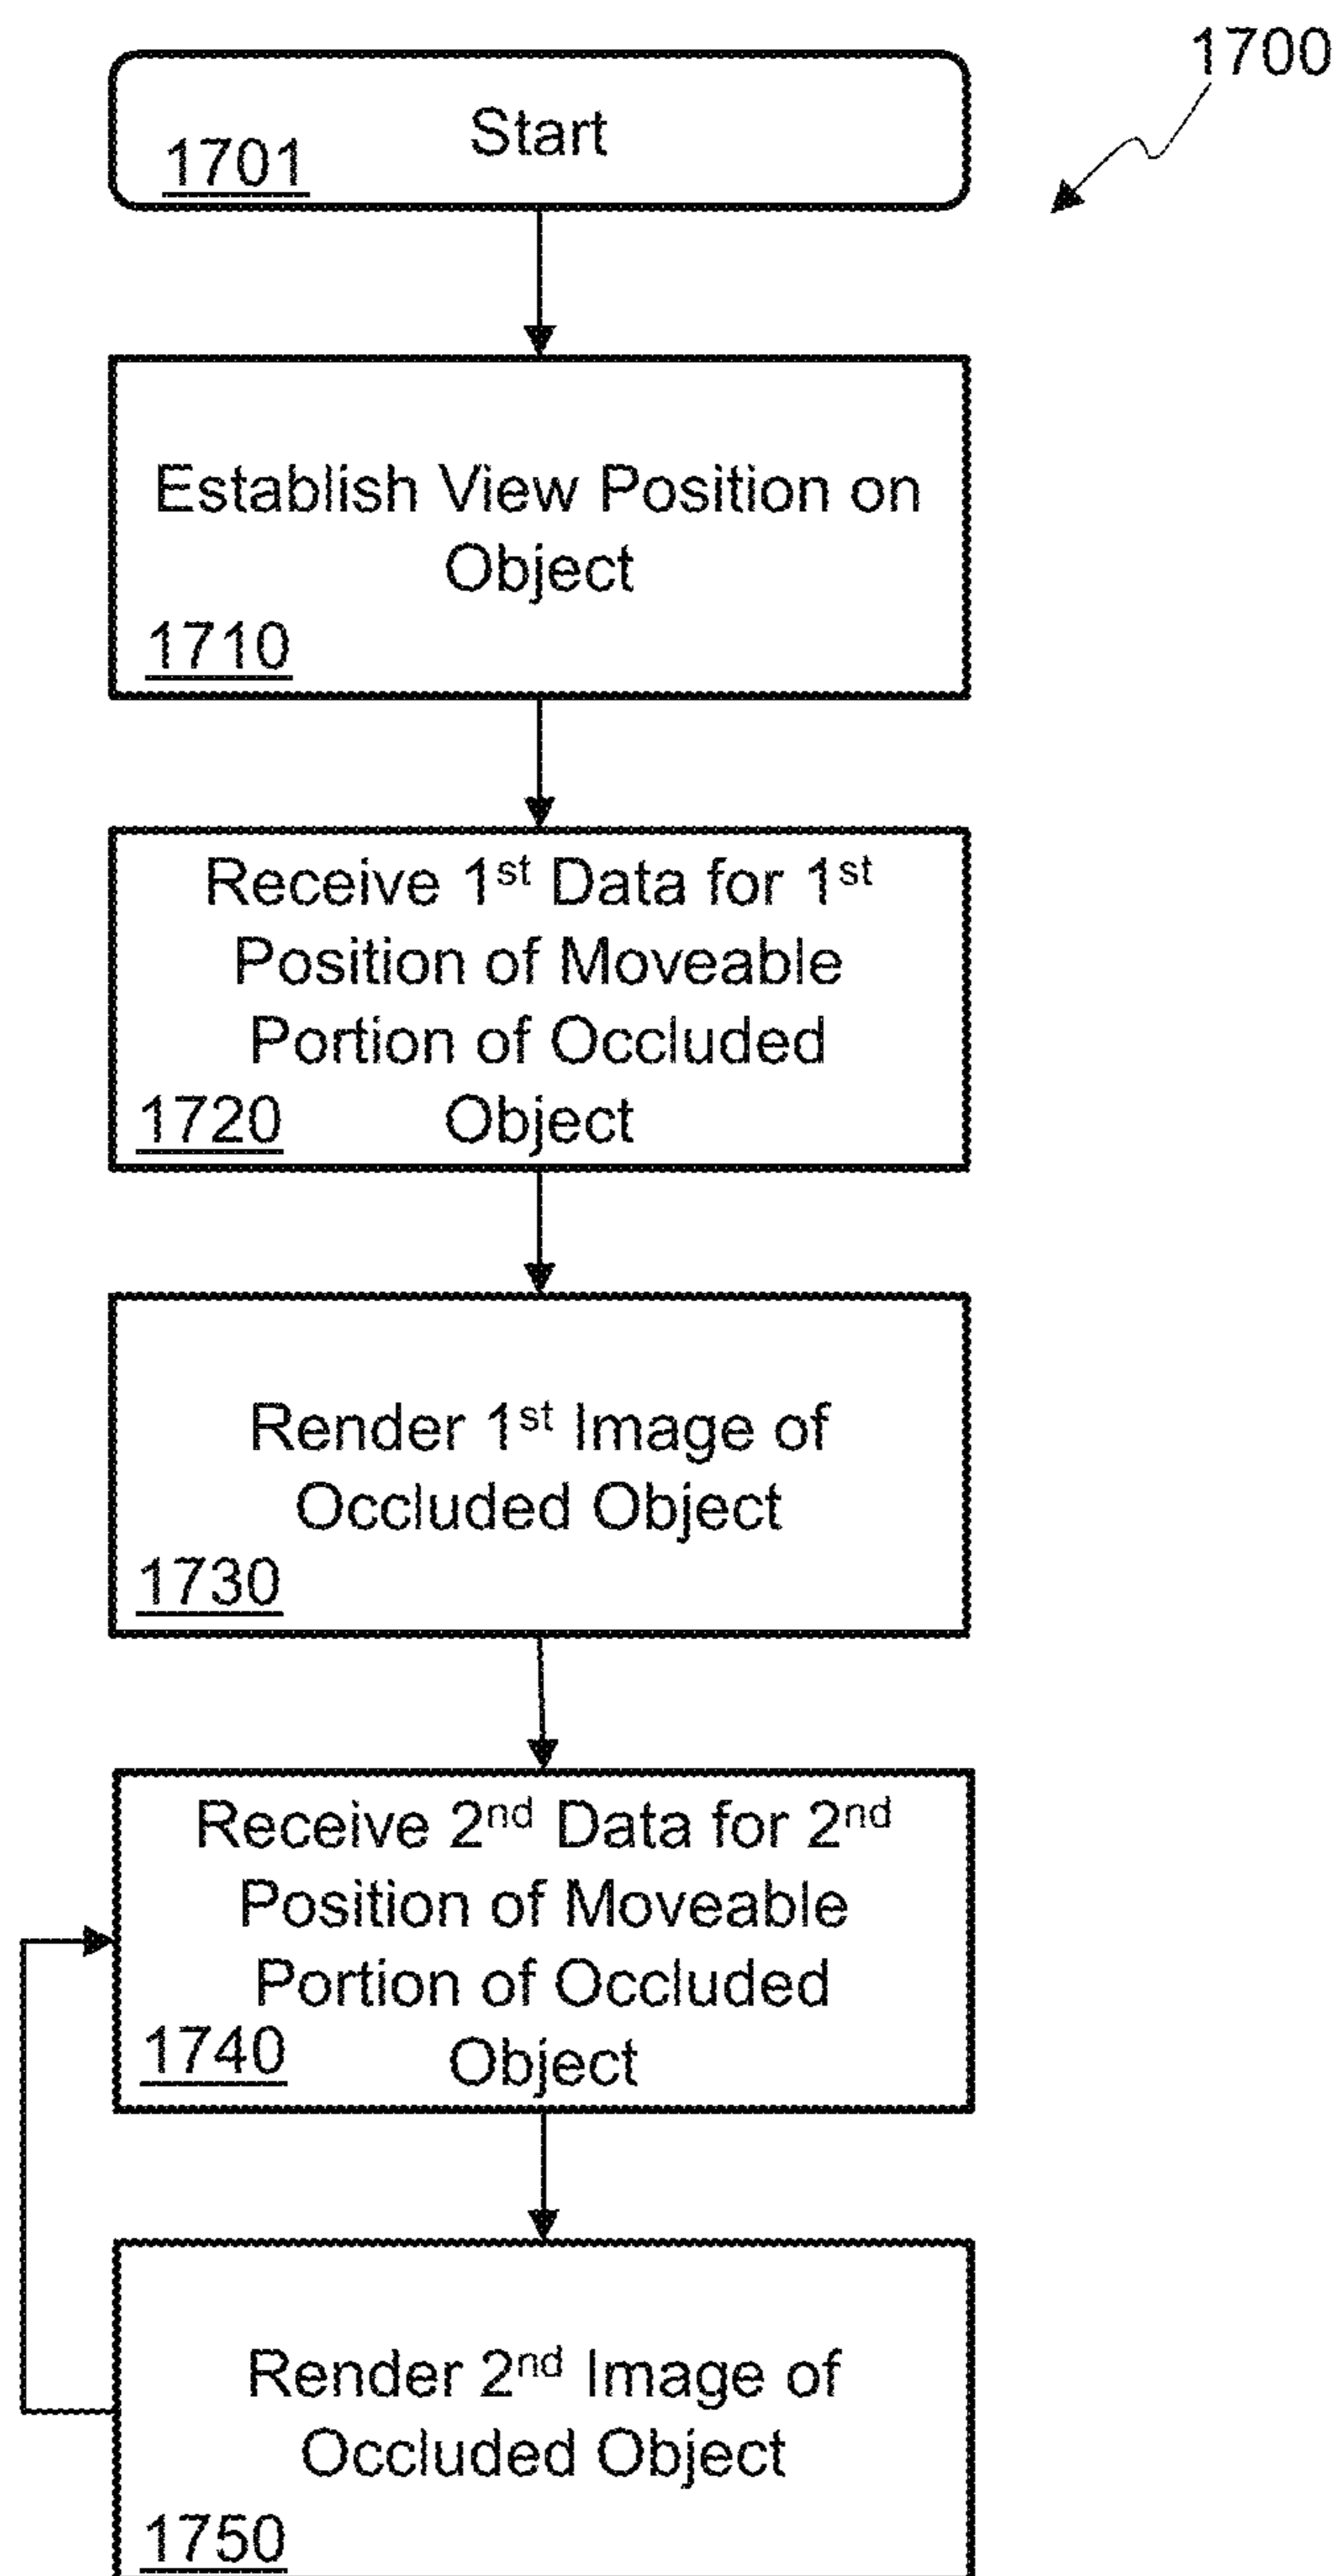 1700
Start
1701
Establish View Position on
Object
1710
Receive 1st Data for 1st
Position of Moveable
Portion of Occluded
Object
1720
Render 1st Image of
Occluded Object
1730
Receive 2nd Data for 2nd
Position of Moveable
Portion of Occluded
Object
1740
Render 2nd Image of
Occluded Object
1750